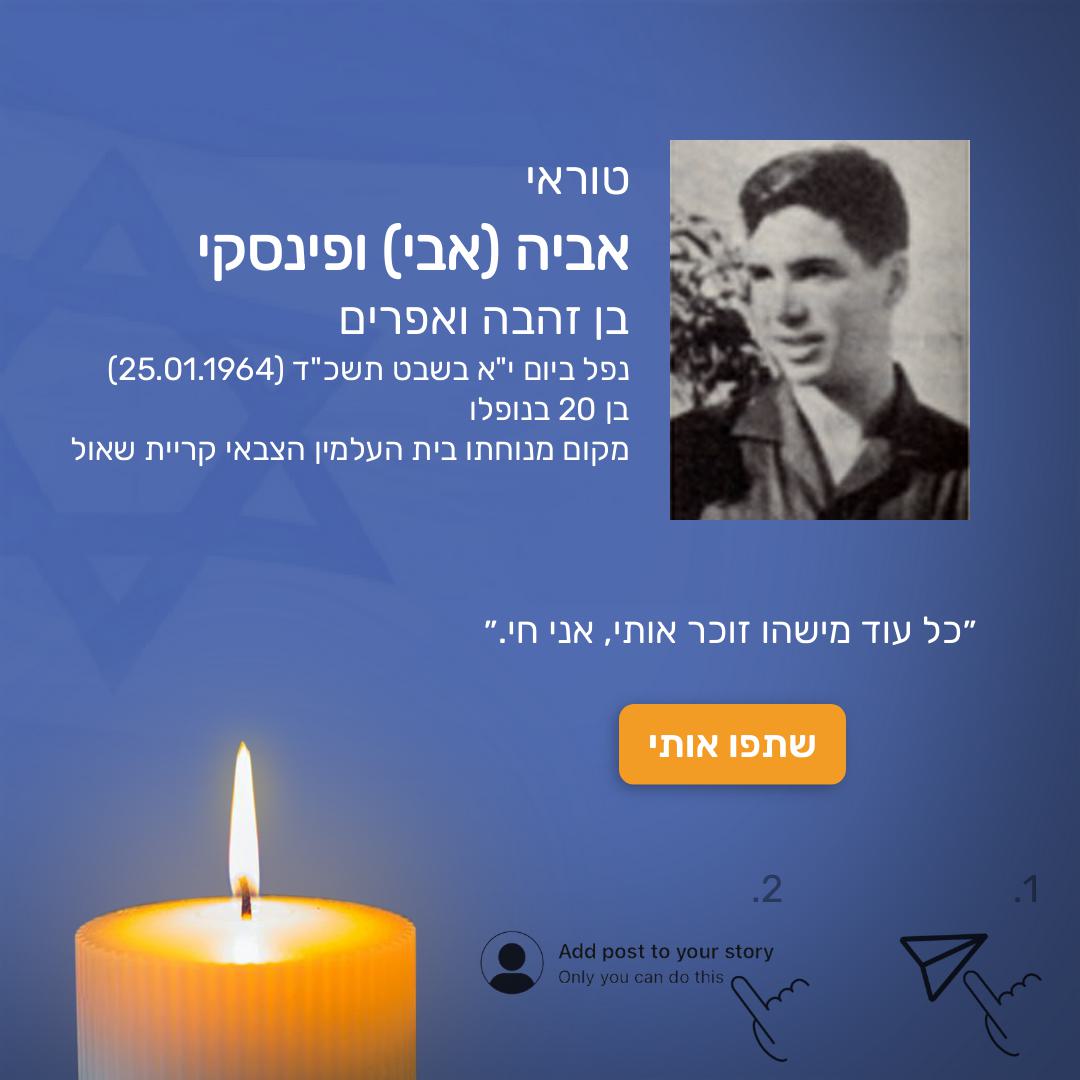 טוראי
אביה (אבי) ופינסקי
בן זהבה ואפרים
נפל ביום י"א בשבט תשכ"ד (25.01.1964)
בן 20 בנופלו
מקום מנוחתו בית העלמין הצבאי קריית שאול
״כל עוד מישהו זוכר אותי, אני חי.״
שתפו אותי
.1
.2
Add post to your story
Only you can do this